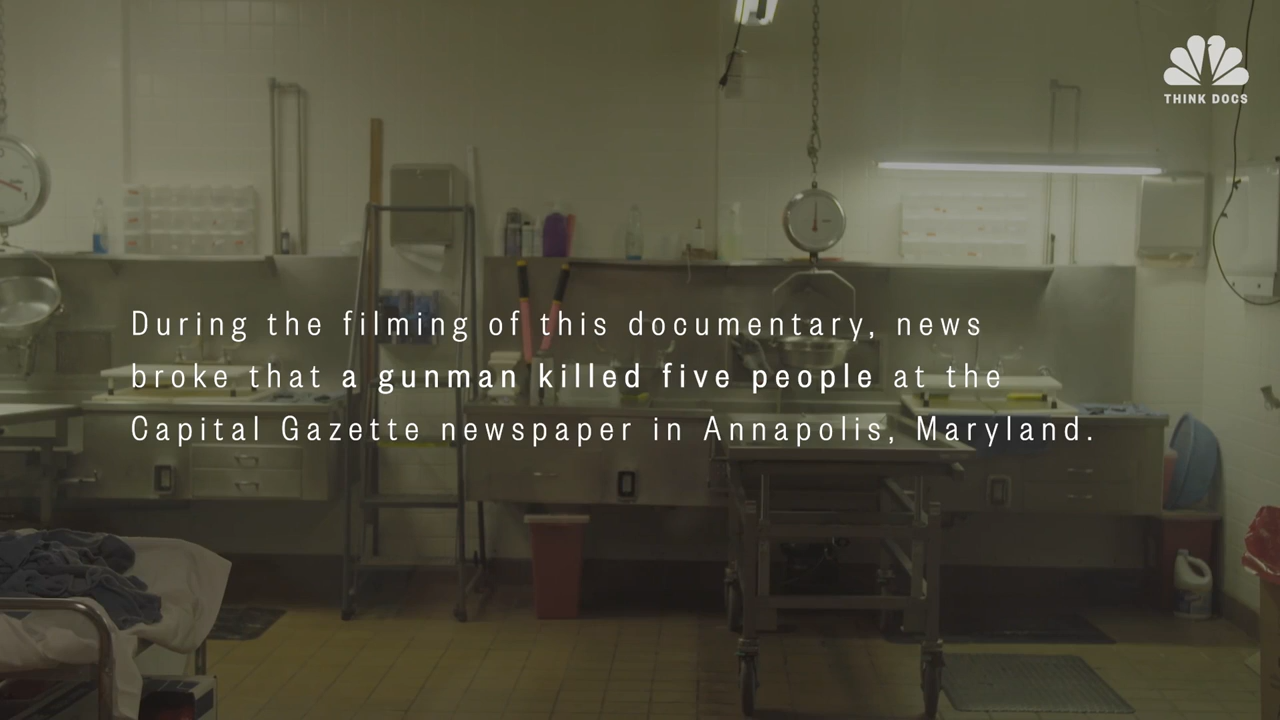 THINK DOCS
During the filming of this documentary, news
broke that a gunman killed five people at the
Capital Gazette newspaper in Annapolis, Maryland.